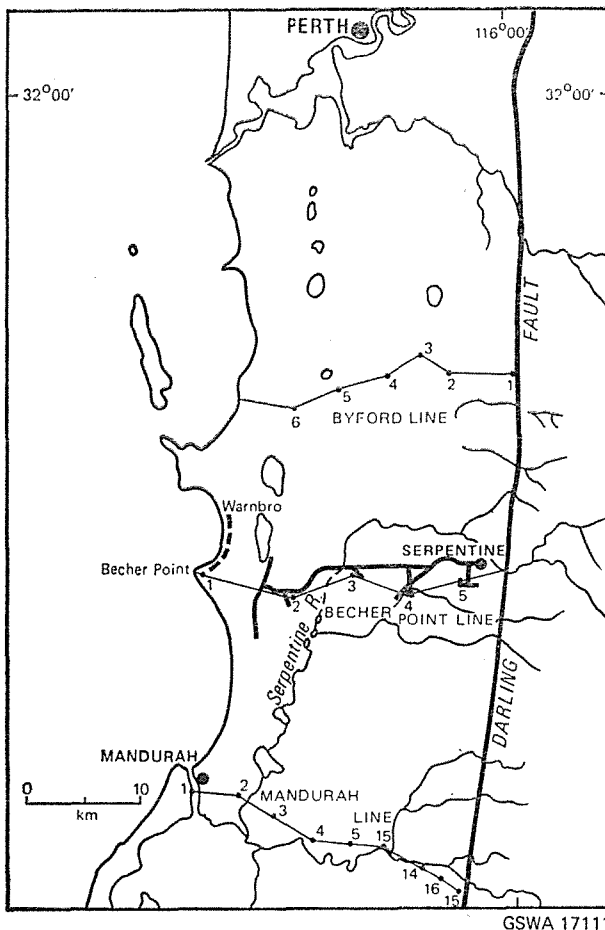 PERTH
116°00'
32°00'
32°00'
FAULT
3
4
2
1
5
6
BYFORD LINE
Warnbro
SERPENTINE
Becher Point
1
2
3
4
5
BECHER POINT LINE
Serpentine R.
DARLING
MANDURAH
0 10
km
1
2
MANDURAH
LINE
3
4
5
15
14
16
15
GSWA 17111